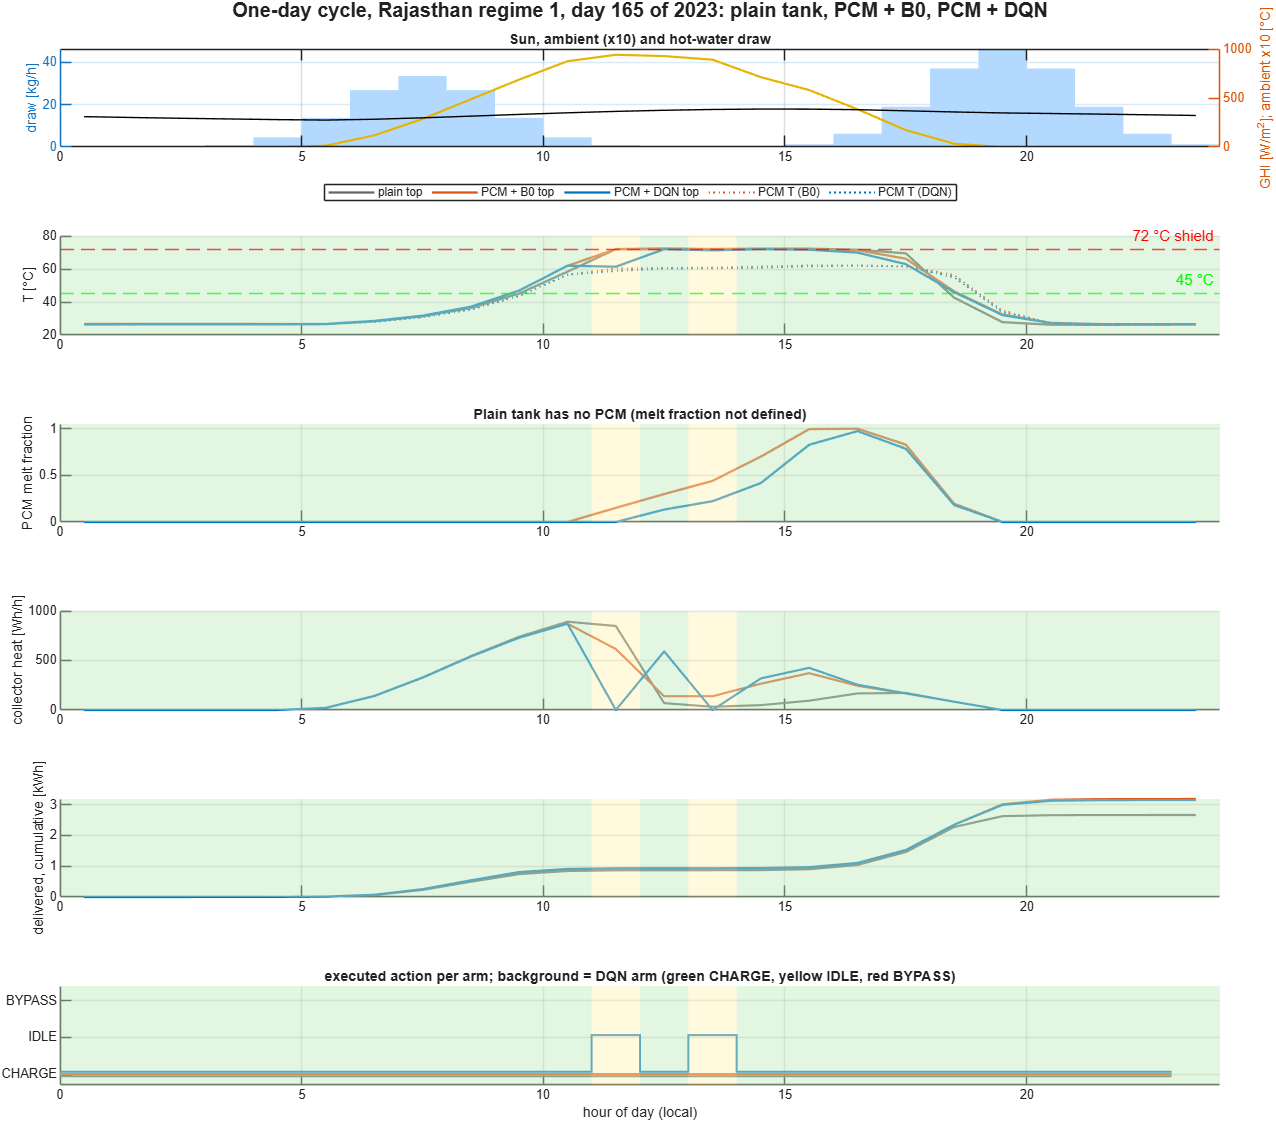 One-day cycle, Rajasthan regime 1, day 165 of 2023: plain tank, PCM + B0, PCM + DQN
Sun, ambient (x10) and hot-water draw
draw [kg/h]
40
20
0
1000
500
0
GHI [W/m²]; ambient x10 [°C]
0 5 10 15 20
plain top PCM + B0 top PCM + DQN top PCM T (B0) PCM T (DQN)
T [°C]
80
60
40
20
72 °C shield
45 °C
0 5 10 15 20
Plain tank has no PCM (melt fraction not defined)
PCM melt fraction
1
0.5
0
0 5 10 15 20
collector heat [Wh/h]
1000
500
0
0 5 10 15 20
delivered, cumulative [kWh]
3
2
1
0
0 5 10 15 20
executed action per arm; background = DQN arm (green CHARGE, yellow IDLE, red BYPASS)
BYPASS
IDLE
CHARGE
0 5 10 15 20
hour of day (local)